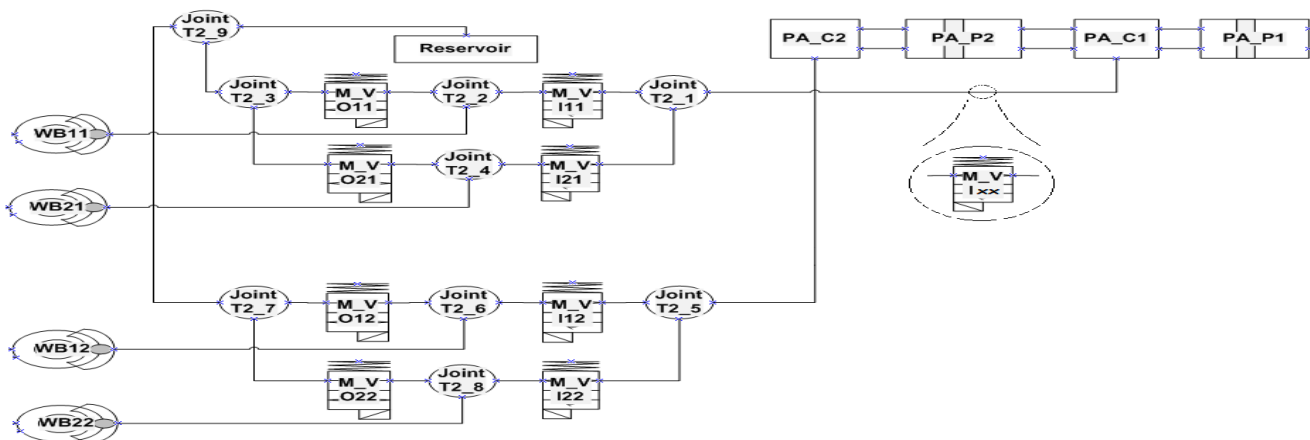 Joint
T2_9
Reservoir
PA_C2
PA_P2
PA_C1
PA_P1
Joint
T2_3
M_V
O11
Joint
T2_2
M_V
I11
Joint
T2_1
WB11
M_V
O21
Joint
T2_4
M_V
I21
M_V
Ixx
WB21
Joint
T2_7
M_V
O12
Joint
T2_6
M_V
I12
Joint
T2_5
WB12
M_V
O22
Joint
T2_8
M_V
I22
WB22